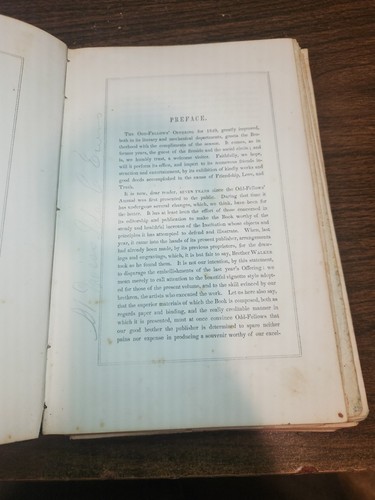 PREFACE.
The Odd-Fellows' Offering for 1849, greatly improved,
both in its literary and mechanical departments, greets the Bro-
therhood with the compliments of the season. It comes, as in
former years, the guest of the fireside and the social circle; and
is, we humbly trust, a welcome visitor. Faithfully, we hope,
will it perform its office, and impart to its numerous friends in-
struction and entertainment, by its exhibition of kindly works and
good deeds accomplished in the cause of Friendship, Love, and
Truth.
It is now, dear reader, seven years since the Odd-Fellows'
Annual was first presented to the public. During that time it
has undergone several changes, which, we think, have been for
the better. It has at least been the effort of those concerned in
its editorship and publication to make the Book worthy of the
steady and healthful increase of the Institution whose objects and
principles it has attempted to defend and illustrate. When, last
year, it came into the hands of its present publisher, arrangements
had already been made, by its previous proprietors, for the draw-
ings and engravings, which, it is but fair to say, Brother Walker
took as he found them. It is not our intention, by this statement,
to disparage the embellishments of the last year's Offering; we
mean merely to call attention to the beautiful vignette style adopt-
ed for those of the present volume, and to the skill evinced by our
brethren, the artists who executed the work. Let us here also say,
that the superior materials of which the Book is composed, both as
regards paper and binding, and the really creditable manner in
which it is presented, must at once convince Odd-Fellows that
our good brother the publisher is determined to spare neither
pains nor expense in producing a souvenir worthy of our excel-